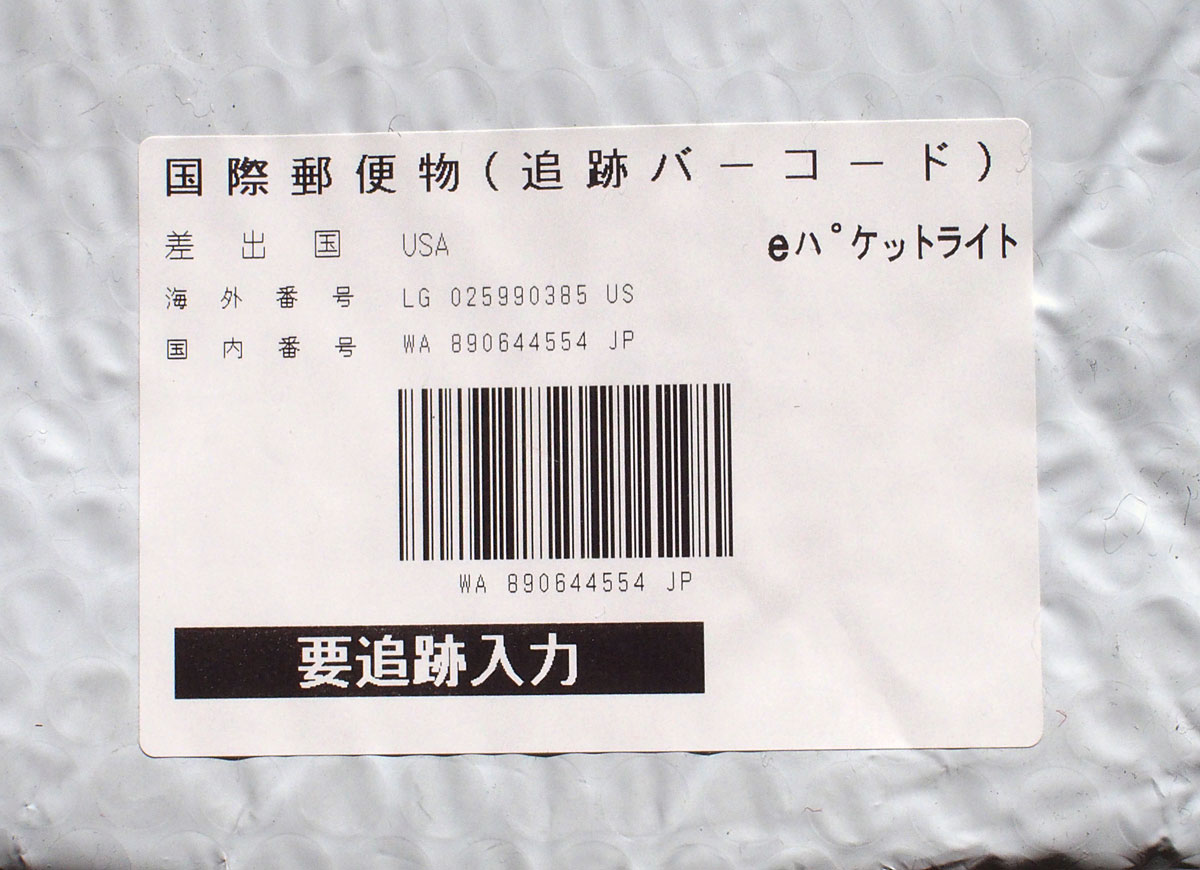 国際郵便物(追跡バーコード)
差出国 USA
eパケットライト
海外番号 LG 025990385 US
国内番号 WA 890644554 JP
WA 890644554 JP
要追跡入力